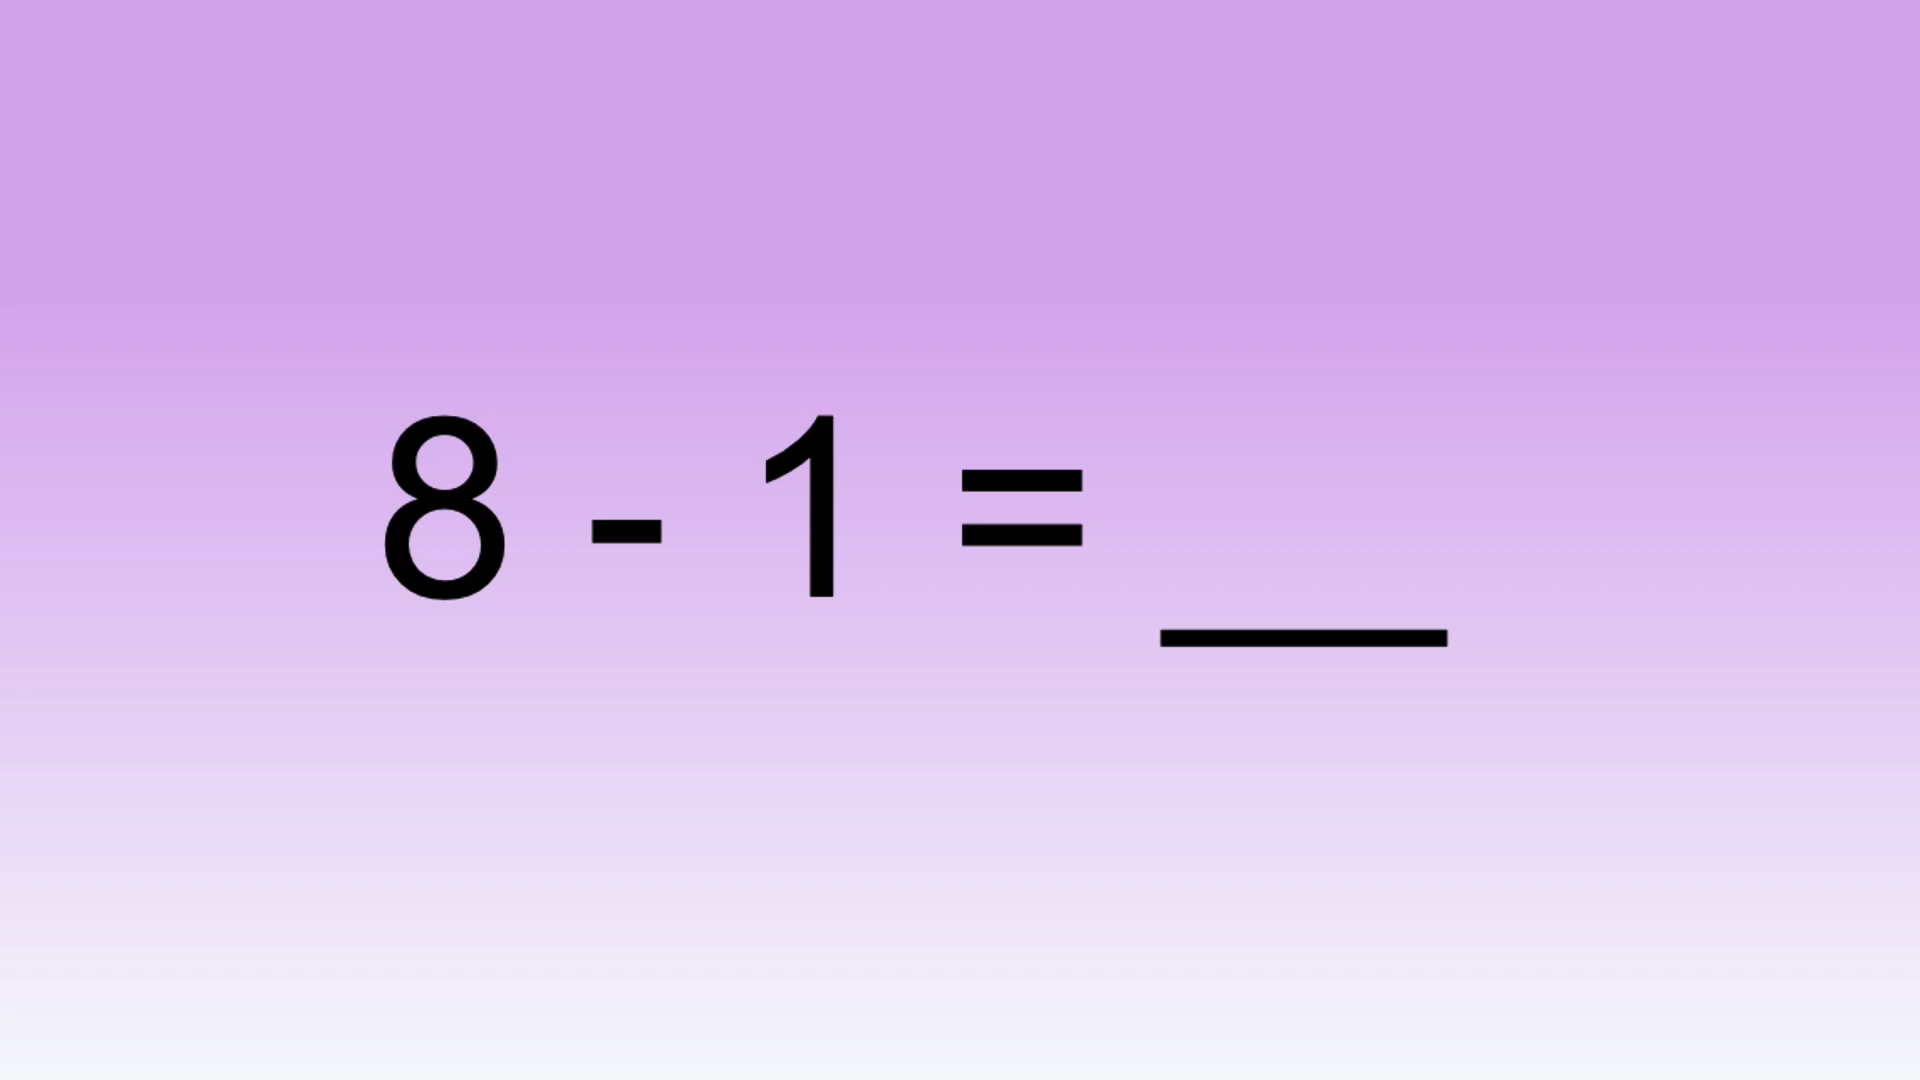 8 - 1 = __